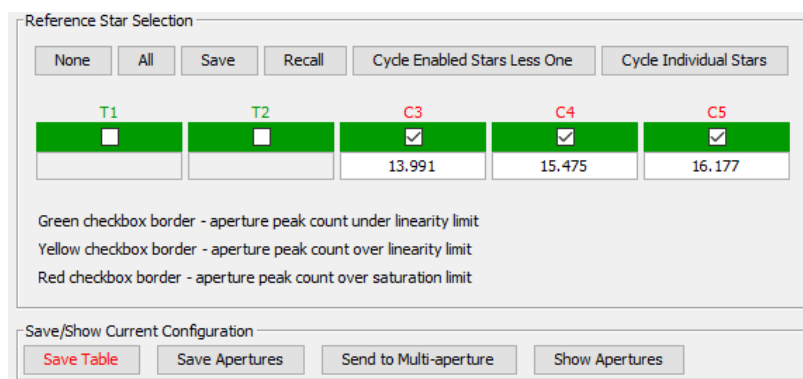 Reference Star Selection
None All Save Recall Cycle Enabled Stars Less One Cycle Individual Stars
T1 T2 C3 C4 C5
13.991 15.475 16.177
Green checkbox border - aperture peak count under linearity limit
Yellow checkbox border - aperture peak count over linearity limit
Red checkbox border - aperture peak count over saturation limit
Save/Show Current Configuration
Save Table Save Apertures Send to Multi-aperture Show Apertures